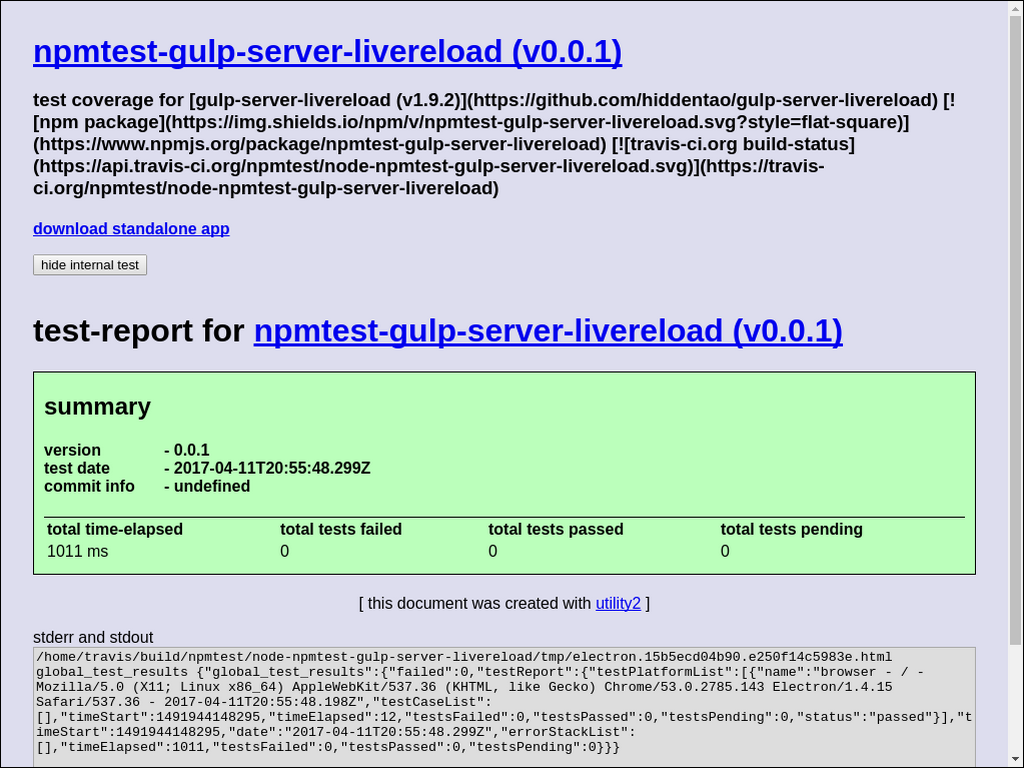 npmtest-gulp-server-livereload (v0.0.1)
test coverage for [gulp-server-livereload (v1.9.2)](https://github.com/hiddentao/gulp-server-livereload) [!
[npm package](https://img.shields.io/npm/v/npmtest-gulp-server-livereload.svg?style=flat-square)]
(https://www.npmjs.org/package/npmtest-gulp-server-livereload) [![travis-ci.org build-status]
(https://api.travis-ci.org/npmtest/node-npmtest-gulp-server-livereload.svg)](https://travis-
ci.org/npmtest/node-npmtest-gulp-server-livereload)
download standalone app
hide internal test
test-report for npmtest-gulp-server-livereload (v0.0.1)
summary
version - 0.0.1
test date - 2017-04-11T20:55:48.299Z
commit info - undefined
total time-elapsed total tests failed total tests passed total tests pending
1011 ms 0 0 0
[ this document was created with utility2 ]
stderr and stdout
/home/travis/build/npmtest/node-npmtest-gulp-server-livereload/tmp/electron.15b5ecd04b90.e250f14c5983e.html
global_test_results {"global_test_results":{"failed":0,"testReport":{"testPlatformList":[{"name":"browser - / -
Mozilla/5.0 (X11; Linux x86_64) AppleWebKit/537.36 (KHTML, like Gecko) Chrome/53.0.2785.143 Electron/1.4.15
Safari/537.36 - 2017-04-11T20:55:48.198Z","testCaseList":
[],"timeStart":1491944148295,"timeElapsed":12,"testsFailed":0,"testsPassed":0,"testsPending":0,"status":"passed"}],"t
imeStart":1491944148295,"date":"2017-04-11T20:55:48.299Z","errorStackList":
[],"timeElapsed":1011,"testsFailed":0,"testsPassed":0,"testsPending":0}}}